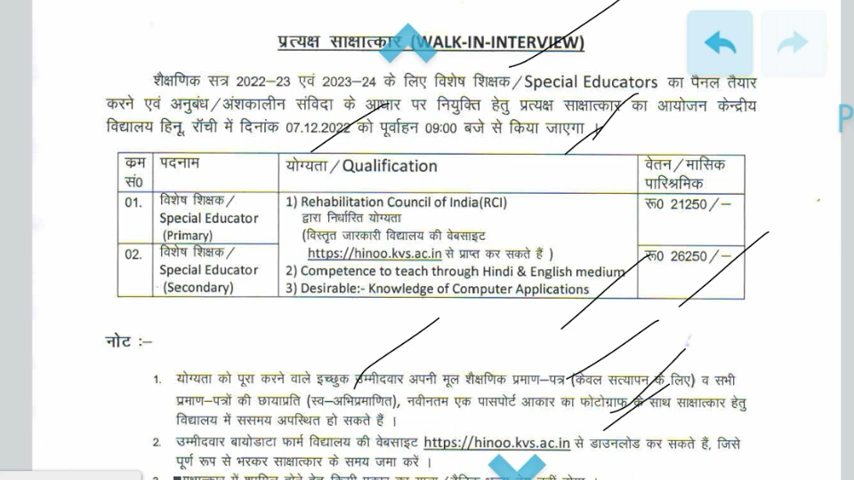 प्रत्यक्ष साक्षात्कार (WALK-IN-INTERVIEW)
शैक्षणिक सत्र 2022–23 एवं 2023–24 के लिए विशेष शिक्षक/Special Educators का पैनल तैयार
करने एवं अनुबंध/अंशकालीन संविदा के आधार पर नियुक्ति हेतु प्रत्यक्ष साक्षात्कार का आयोजन केन्द्रीय
विद्यालय हिनू, राँची में दिनांक 07.12.2022 को पूर्वाहन 09:00 बजे से किया जाएगा ।
क्रम सं0 पदनाम योग्यता/Qualification वेतन/मासिक पारिश्रमिक
01. विशेष शिक्षक/ Special Educator (Primary)
02. विशेष शिक्षक/ Special Educator (Secondary)
1) Rehabilitation Council of India(RCI)
द्वारा निर्धारित योग्यता
(विस्तृत जारकारी विद्यालय की वेबसाइट
https://hinoo.kvs.ac.in से प्राप्त कर सकते हैं )
2) Competence to teach through Hindi & English medium
3) Desirable:- Knowledge of Computer Applications
रू0 21250/–
रू0 26250/–
नोट :–
1. योग्यता को पूरा करने वाले इच्छुक उम्मीदवार अपनी मूल शैक्षणिक प्रमाण–पत्र (केवल सत्यापन के लिए) व सभी
प्रमाण–पत्रों की छायाप्रति (स्व–अभिप्रमाणित), नवीनतम एक पासपोर्ट आकार का फोटोग्राफ के साथ साक्षात्कार हेतु
विद्यालय में ससमय अपस्थित हो सकते हैं ।
2. उम्मीदवार बायोडाटा फार्म विद्यालय की वेबसाइट https://hinoo.kvs.ac.in से डाउनलोड कर सकते हैं, जिसे
पूर्ण रूप से भरकर साक्षात्कार के समय जमा करें ।
P